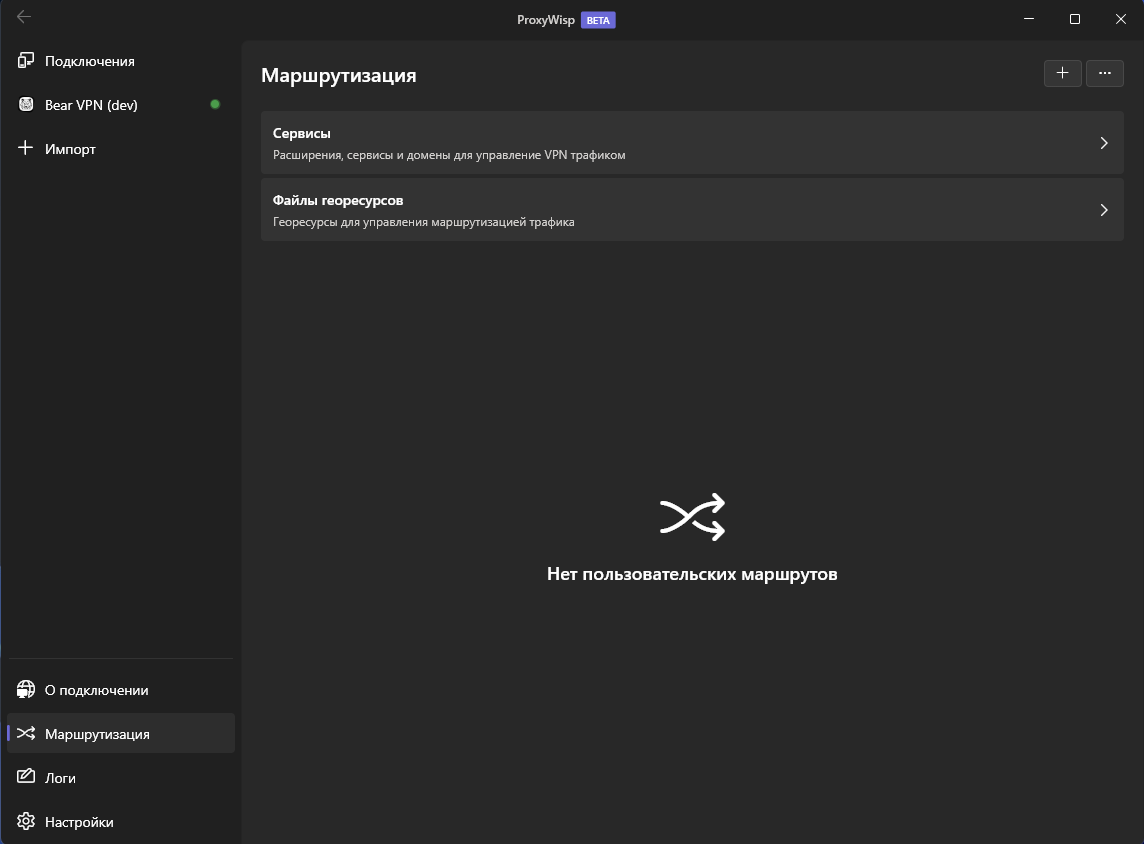 ProxyWisp BETA
Подключения
Bear VPN (dev)
Импорт
Маршрутизация
Сервисы
Расширения, сервисы и домены для управление VPN трафиком
Файлы георесурсов
Георесурсы для управления маршрутизацией трафика
Нет пользовательских маршрутов
О подключении
Маршрутизация
Логи
Настройки